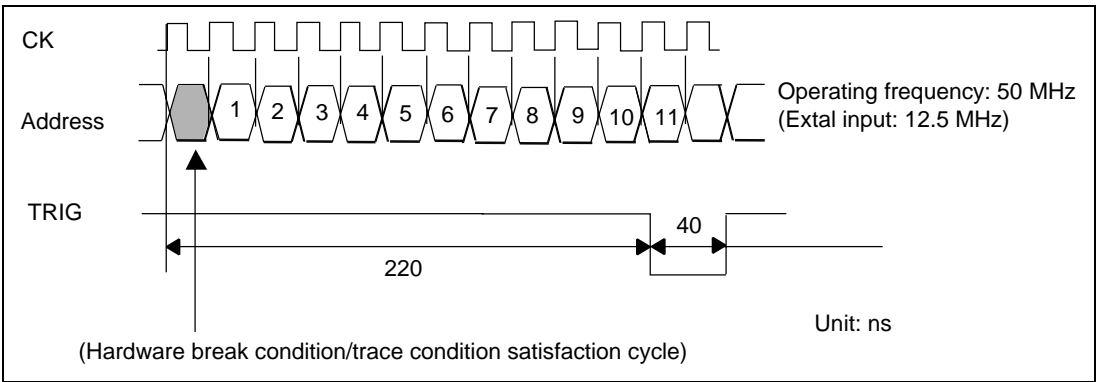 CK
Address
1 2 3 4 5 6 7 8 9 10 11
Operating frequency: 50 MHz
(Extal input: 12.5 MHz)
TRIG
40
220
Unit: ns
(Hardware break condition/trace condition satisfaction cycle)